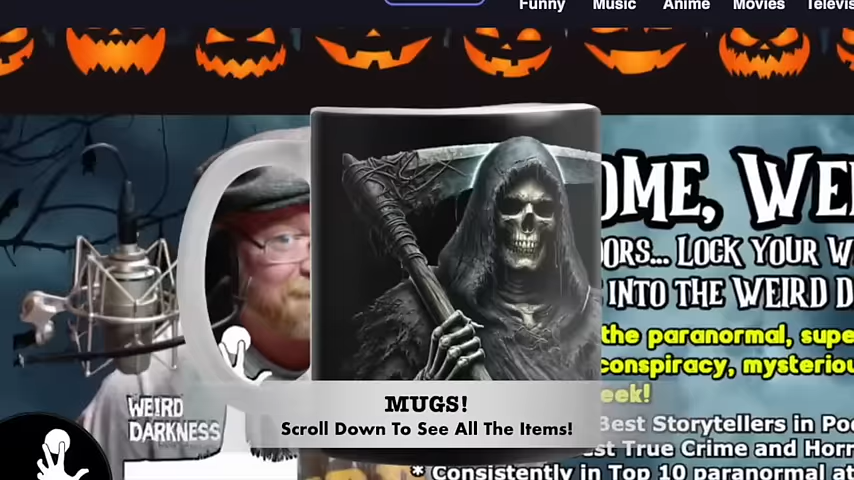 Funny Music Anime Movies Televis
OME, WE
ORS... LOCK YOUR W
INTO THE WEIRD D
the paranormal, supe
conspiracy, mysteriou
eek!
WEIRD
DARKNESS
MUGS!
Scroll Down To See All The Items!
Best Storytellers in Po
st True Crime and Horr
* Consistently in Top 10 paranormal at